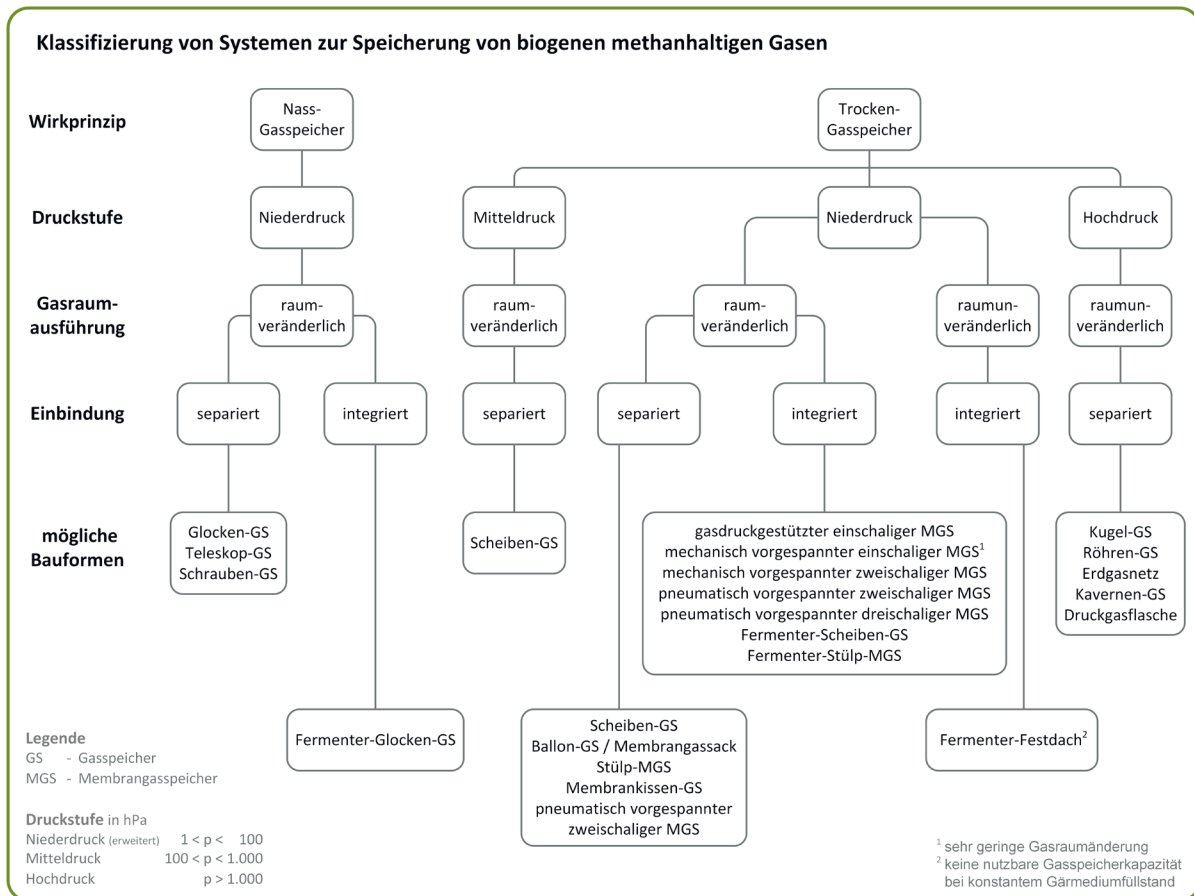 Klassifizierung von Systemen zur Speicherung von biogenen methanhaltigen Gasen
Wirkprinzip
Nass-
Gasspeicher
Trocken-
Gasspeicher
Druckstufe
Niederdruck
Mitteldruck
Niederdruck
Hochdruck
Gasraum-
ausführung
raum-
veränderlich
raum-
veränderlich
raum-
veränderlich
raumun-
veränderlich
raumun-
veränderlich
Einbindung
separiert
integriert
separiert
separiert
integriert
integriert
separiert
mögliche
Bauformen
Glocken-GS
Teleskop-GS
Schrauben-GS
Scheiben-GS
gasdruckgestützter einschaliger MGS
mechanisch vorgespannter einschaliger MGS¹
mechanisch vorgespannter zweischaliger MGS
pneumatisch vorgespannter zweischaliger MGS
pneumatisch vorgespannter dreischaliger MGS
Fermenter-Scheiben-GS
Fermenter-Stülp-MGS
Kugel-GS
Röhren-GS
Erdgasnetz
Kavernen-GS
Druckgasflasche
Fermenter-Glocken-GS
Scheiben-GS
Ballon-GS / Membrangassack
Stülp-MGS
Membrankissen-GS
pneumatisch vorgespannter
zweischaliger MGS
Fermenter-Festdach²
Legende
GS - Gasspeicher
MGS - Membrangasspeicher
Druckstufe in hPa
Niederdruck (erweitert) 1 < p < 100
Mitteldruck 100 < p < 1.000
Hochdruck p > 1.000
¹ sehr geringe Gasraumänderung
² keine nutzbare Gasspeicherkapazität
bei konstantem Gärmediumfüllstand